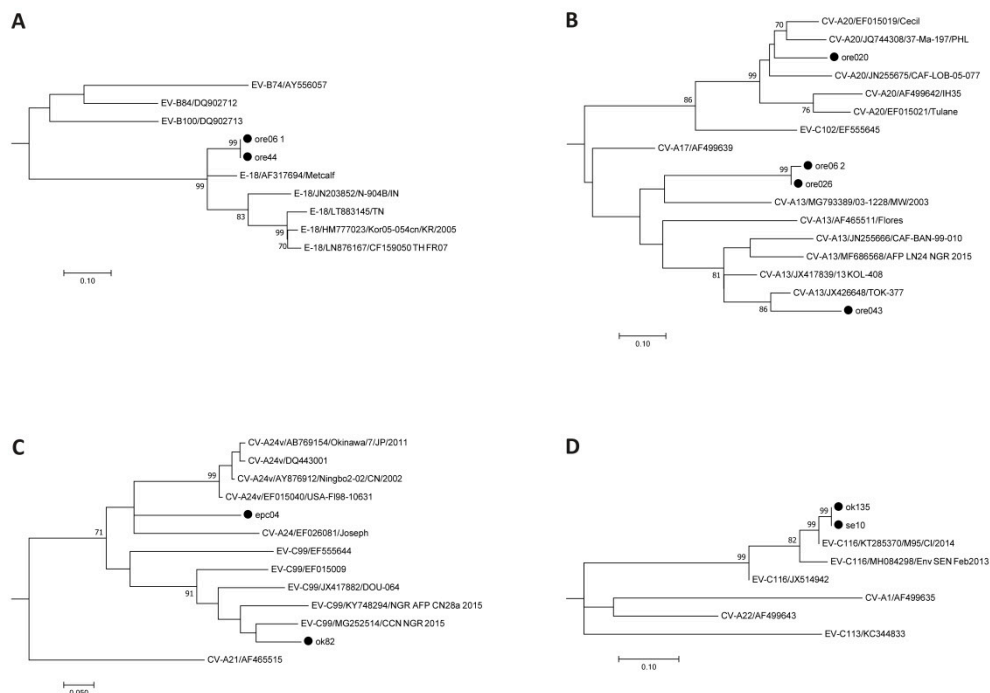 A
EV-B74/AY556057
EV-B84/DQ902712
EV-B100/DQ902713
99
ore06 1
ore44
99
E-18/AF317694/Metcalf
E-18/JN203852/N-904B/IN
83
E-18/LT883145/TN
99
E-18/HM777023/Kor05-054cn/KR/2005
70
E-18/LN876167/CF159050 TH FR07
0.10
B
CV-A20/EF015019/Cecil
70
CV-A20/JQ744308/37-Ma-197/PHL
ore020
99
CV-A20/JN255675/CAF-LOB-05-077
86
CV-A20/AF499642/IH35
76
CV-A20/EF015021/Tulane
EV-C102/EF555645
CV-A17/AF499639
ore06 2
99
ore026
CV-A13/MG793389/03-1228/MW/2003
CV-A13/AF465511/Flores
CV-A13/JN255666/CAF-BAN-99-010
CV-A13/MF686568/AFP LN24 NGR 2015
81
CV-A13/JX417839/13 KOL-408
CV-A13/JX426648/TOK-377
86
ore043
0.10
C
CV-A24v/AB769154/Okinawa/7/JP/2011
CV-A24v/DQ443001
99
CV-A24v/AY876912/Ningbo2-02/CN/2002
CV-A24v/EF015040/USA-Fl98-10631
epc04
71
CV-A24/EF026081/Joseph
EV-C99/EF555644
EV-C99/EF015009
91
EV-C99/JX417882/DOU-064
EV-C99/KY748294/NGR AFP CN28a 2015
EV-C99/MG252514/CCN NGR 2015
ok82
CV-A21/AF465515
0.050
D
99
ok135
99
se10
82
EV-C116/KT285370/M95/CI/2014
99
EV-C116/MH084298/Env SEN Feb2013
EV-C116/JX514942
CV-A1/AF499635
CV-A22/AF499643
EV-C113/KC344833
0.10